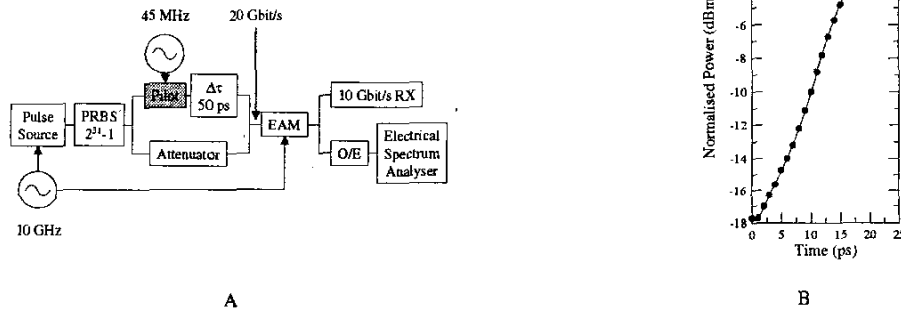 45 MHz
20 Gbit/s
Pilot
Δτ
50 ps
Pulse
Source
PRBS
2³¹-1
Attenuator
EAM
10 Gbit/s RX
O/E
Electrical
Spectrum
Analyser
10 GHz
A
Normalised Power (dBm
-6
-8
-10
-12
-14
-16
-18
0
5
10
15
20
25
Time (ps)
B